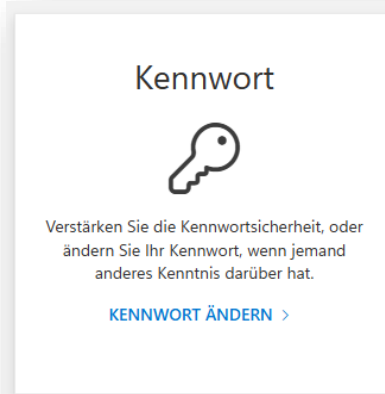 Kennwort
Verstärken Sie die Kennwortsicherheit, oder
ändern Sie Ihr Kennwort, wenn jemand
anderes Kenntnis darüber hat.
KENNWORT ÄNDERN >